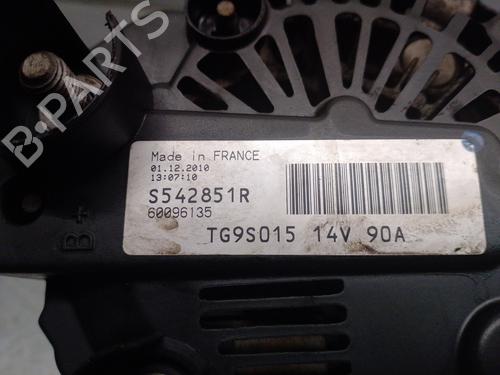 B-PARTS
Made in FRANCE
01.12.2010
13:07:10
S542851R
60096135
TG9S015 14V 90A
B+